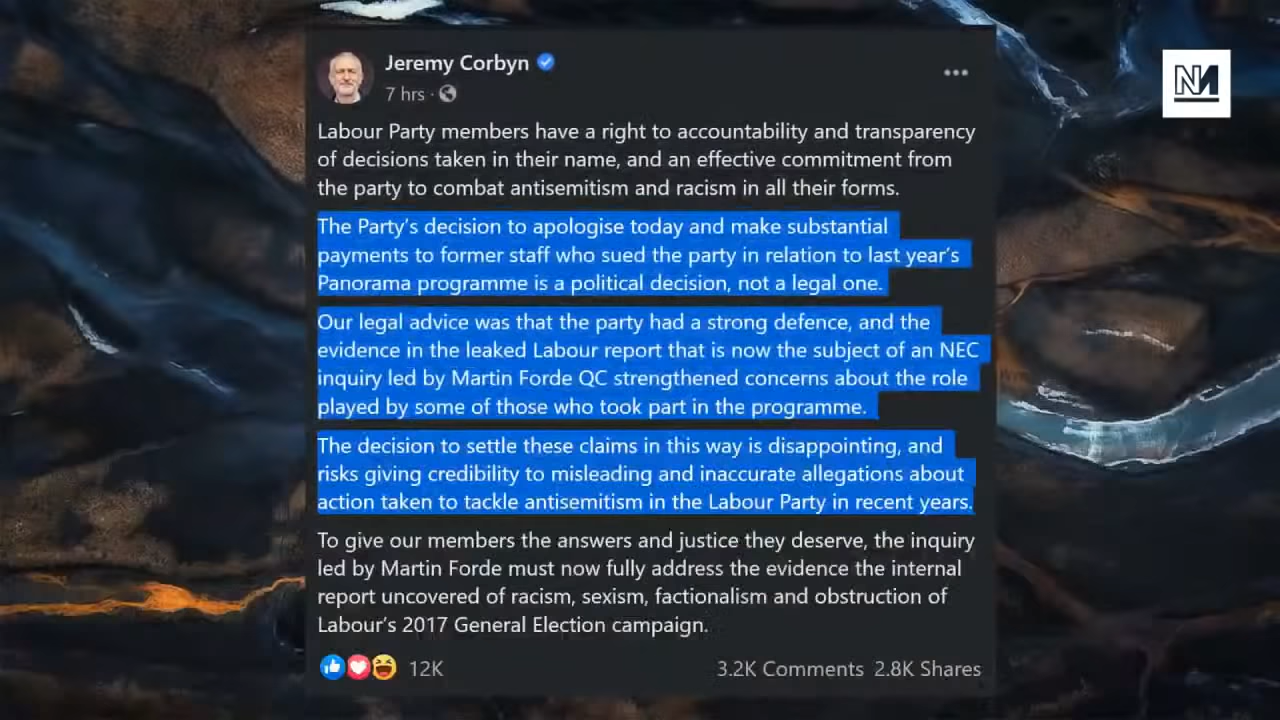 Jeremy Corbyn
7 hrs ·
Labour Party members have a right to accountability and transparency
of decisions taken in their name, and an effective commitment from
the party to combat antisemitism and racism in all their forms.
The Party's decision to apologise today and make substantial
payments to former staff who sued the party in relation to last year's
Panorama programme is a political decision, not a legal one.
Our legal advice was that the party had a strong defence, and the
evidence in the leaked Labour report that is now the subject of an NEC
inquiry led by Martin Forde QC strengthened concerns about the role
played by some of those who took part in the programme.
The decision to settle these claims in this way is disappointing, and
risks giving credibility to misleading and inaccurate allegations about
action taken to tackle antisemitism in the Labour Party in recent years.
To give our members the answers and justice they deserve, the inquiry
led by Martin Forde must now fully address the evidence the internal
report uncovered of racism, sexism, factionalism and obstruction of
Labour's 2017 General Election campaign.
12K 3.2K Comments 2.8K Shares
NM